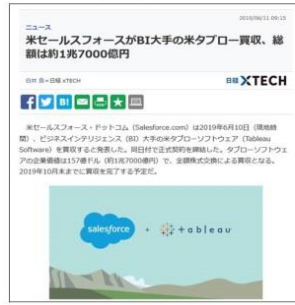 2019/06/11 09:15
ニュース
米セールスフォースがBI大手の米タブロー買収、総
額は約1兆7000億円
日経 XTECH
米セールスフォース・ドットコム（Salesforce.com）は2019年6月10日（現地時
間）、ビジネスインテリジェンス（BI）大手の米タブローソフトウェア（Tableau
Software）を買収すると発表した。同日付で正式契約を締結した。タブローソフトウェ
アの企業価値は157億ドル（約1兆7000億円）で、全額株式交換による買収となる。
2019年10月末までに買収を完了する予定だ。
salesforce + tableau